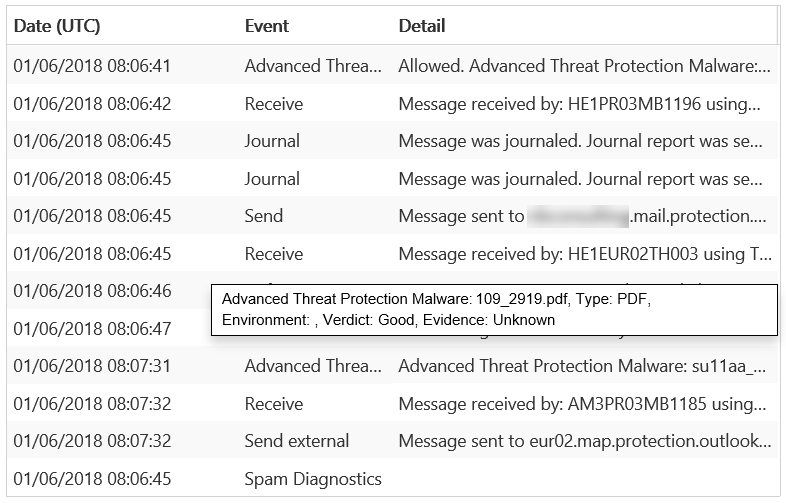 Date (UTC) Event Detail
01/06/2018 08:06:41 Advanced Threa... Allowed. Advanced Threat Protection Malware:...
01/06/2018 08:06:42 Receive Message received by: HE1PR03MB1196 using...
01/06/2018 08:06:45 Journal Message was journaled. Journal report was se...
01/06/2018 08:06:45 Journal Message was journaled. Journal report was se...
01/06/2018 08:06:45 Send Message sent to .mail.protection....
01/06/2018 08:06:45 Receive Message received by: HE1EUR02TH003 using T...
01/06/2018 08:06:46
Advanced Threat Protection Malware: 109_2919.pdf, Type: PDF,
Environment: , Verdict: Good, Evidence: Unknown
01/06/2018 08:06:47
01/06/2018 08:07:31 Advanced Threa... Advanced Threat Protection Malware: su11aa_...
01/06/2018 08:07:32 Receive Message received by: AM3PR03MB1185 using...
01/06/2018 08:07:32 Send external Message sent to eur02.map.protection.outlook...
01/06/2018 08:06:45 Spam Diagnostics